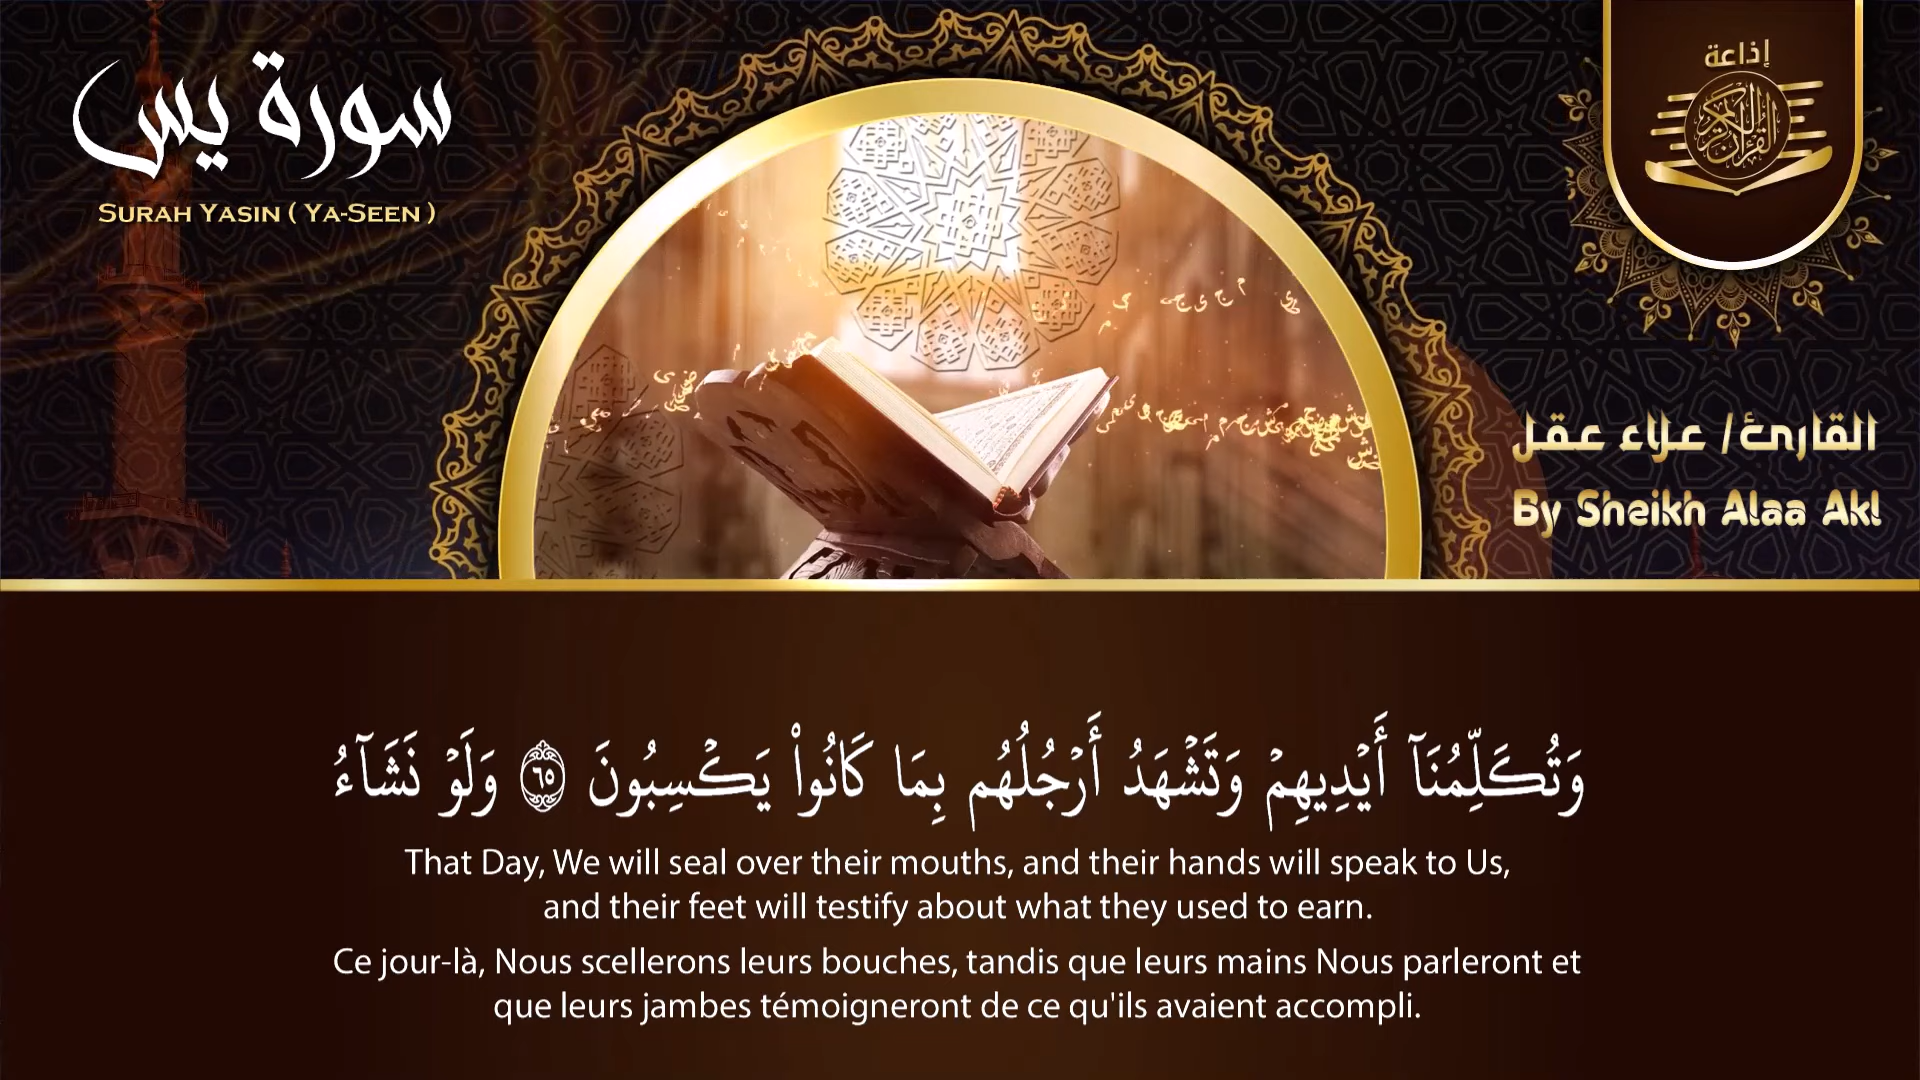 سورة يس
SURAH YASIN ( YA-SEEN )
إذاعة
القرآن الكريم
القارئ/ علاء عقل
By Sheikh Alaa Akl
وَتُكَلِّمُنَآ أَيْدِيهِمْ وَتَشْهَدُ أَرْجُلُهُم بِمَا كَانُوا۟ يَكْسِبُونَ ۝٦٥ وَلَوْ نَشَآءُ
That Day, We will seal over their mouths, and their hands will speak to Us,
and their feet will testify about what they used to earn.
Ce jour-là, Nous scellerons leurs bouches, tandis que leurs mains Nous parleront et
que leurs jambes témoigneront de ce qu'ils avaient accompli.